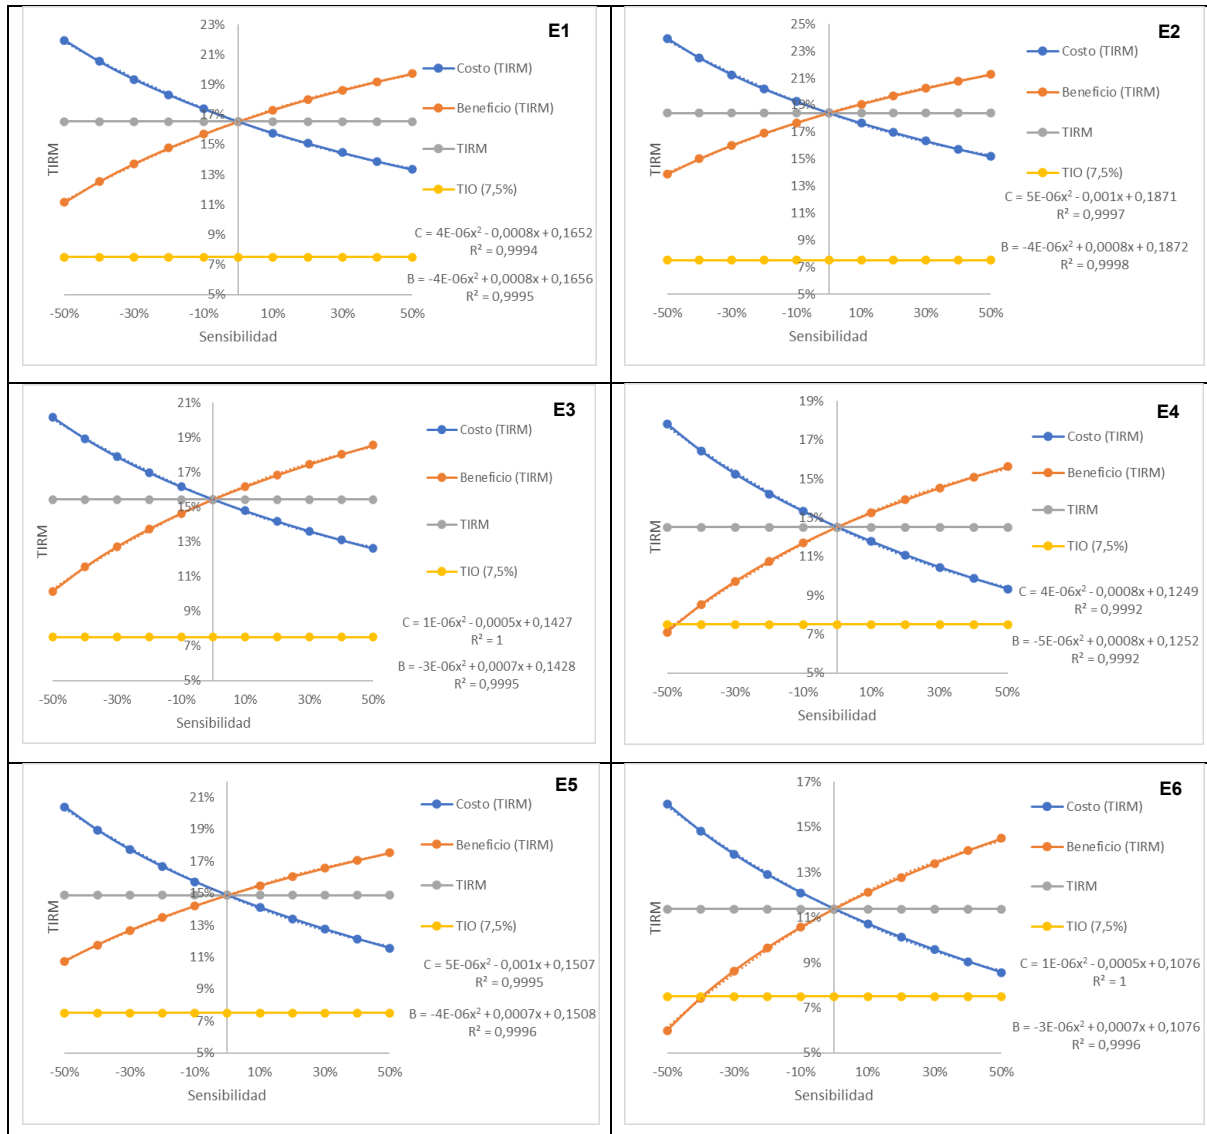 E1
23%
21%
19%
17%
15%
13%
11%
9%
7%
5%
TIRM
-50%
-30%
-10%
10%
30%
50%
Sensibilidad
Costo (TIRM)
Beneficio (TIRM)
TIRM
TIO (7,5%)
C = 4E-06x² - 0,0008x + 0,1652
R² = 0,9994
B = -4E-06x² + 0,0008x + 0,1656
R² = 0,9995
E2
25%
23%
21%
19%
17%
15%
13%
11%
9%
7%
5%
TIRM
-50%
-30%
-10%
10%
30%
50%
Sensibilidad
Costo (TIRM)
Beneficio (TIRM)
TIRM
TIO (7,5%)
C = 5E-06x² - 0,001x + 0,1871
R² = 0,9997
B = -4E-06x² + 0,0008x + 0,1872
R² = 0,9998
E3
21%
19%
17%
15%
13%
11%
9%
7%
5%
TIRM
-50%
-30%
-10%
10%
30%
50%
Sensibilidad
Costo (TIRM)
Beneficio (TIRM)
TIRM
TIO (7,5%)
C = 1E-06x² - 0,0005x + 0,1427
R² = 1
B = -3E-06x² + 0,0007x + 0,1428
R² = 0,9995
E4
19%
17%
15%
13%
11%
9%
7%
5%
TIRM
-50%
-30%
-10%
10%
30%
50%
Sensibilidad
Costo (TIRM)
Beneficio (TIRM)
TIRM
TIO (7,5%)
C = 4E-06x² - 0,0008x + 0,1249
R² = 0,9992
B = -5E-06x² + 0,0008x + 0,1252
R² = 0,9992
E5
21%
19%
17%
15%
13%
11%
9%
7%
5%
TIRM
-50%
-30%
-10%
10%
30%
50%
Sensibilidad
Costo (TIRM)
Beneficio (TIRM)
TIRM
TIO (7,5%)
C = 5E-06x² - 0,001x + 0,1507
R² = 0,9995
B = -4E-06x² + 0,0007x + 0,1508
R² = 0,9996
E6
17%
15%
13%
11%
9%
7%
5%
TIRM
-50%
-30%
-10%
10%
30%
50%
Sensibilidad
Costo (TIRM)
Beneficio (TIRM)
TIRM
TIO (7,5%)
C = 1E-06x² - 0,0005x + 0,1076
R² = 1
B = -3E-06x² + 0,0007x + 0,1076
R² = 0,9996